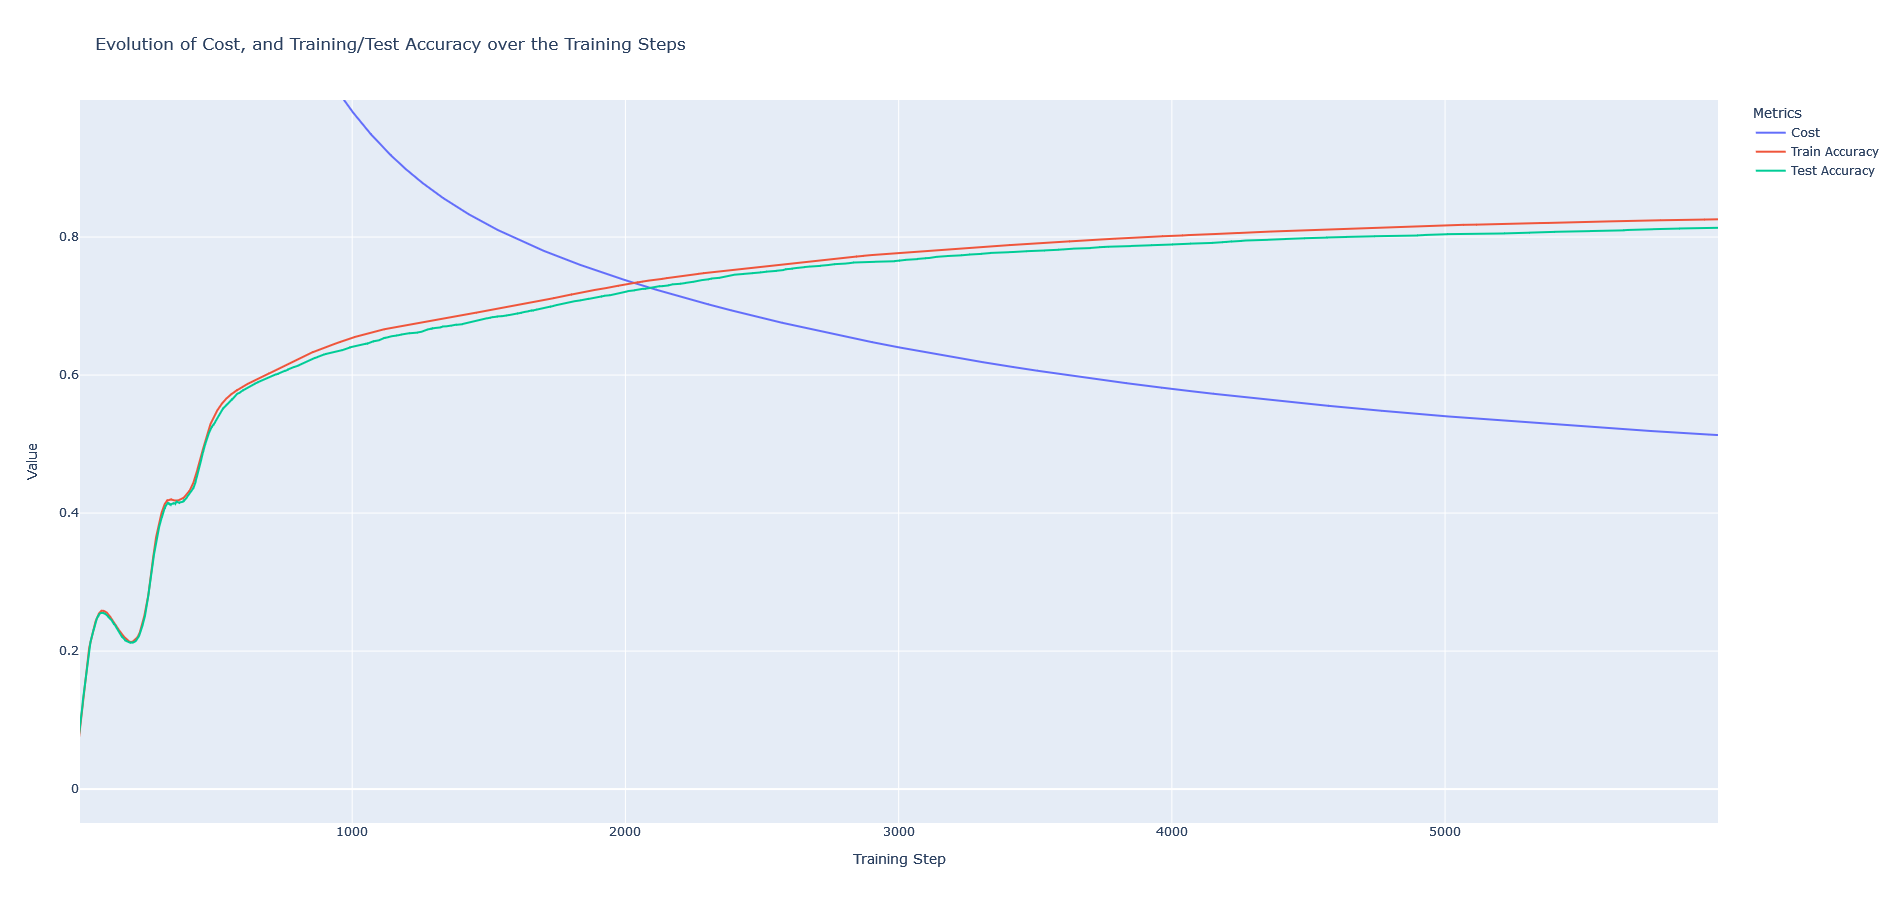 Evolution of Cost, and Training/Test Accuracy over the Training Steps
Metrics
Cost
Train Accuracy
Test Accuracy
0.8
0.6
0.4
0.2
0
Value
1000
2000
3000
4000
5000
Training Step